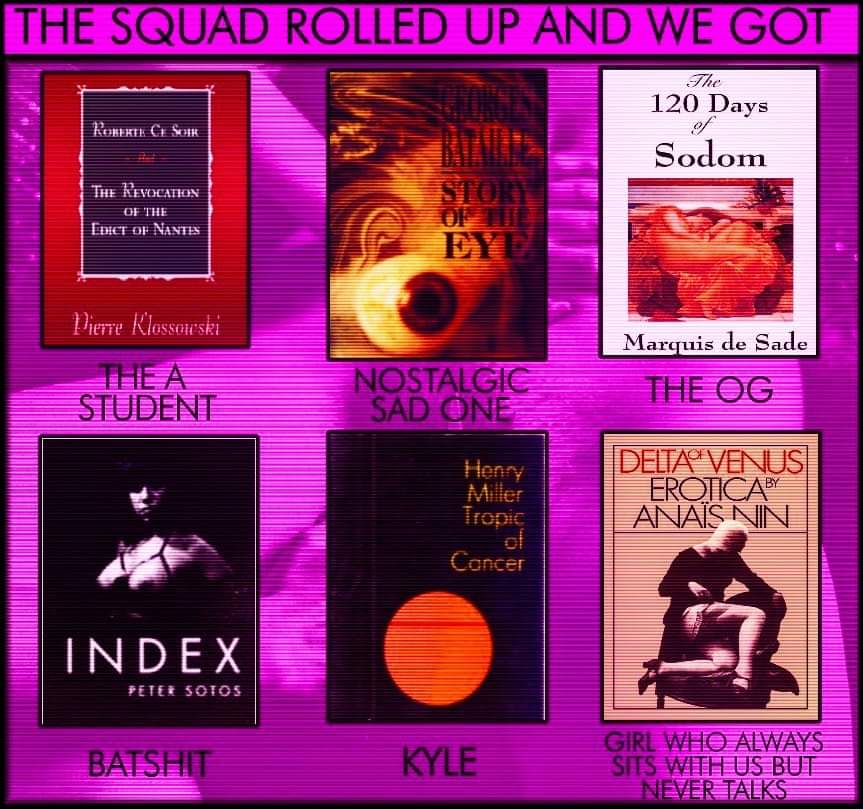 THE SQUAD ROLLED UP AND WE GOT
ROBERTE CE SOIR
And
THE REVOCATION
OF THE
EDICT OF NANTES
Pierre Klossowski
THE A
STUDENT
GEORGES
BATAILLE
STORY
OF THE
EYE
NOSTALGIC
SAD ONE
The
120 Days
of
Sodom
Marquis de Sade
THE OG
INDEX
PETER SOTOS
BATSHIT
Henry
Miller
Tropic
of
Cancer
KYLE
DELTA OF VENUS
EROTICA BY
ANAÏS NIN
GIRL WHO ALWAYS
SITS WITH US BUT
NEVER TALKS